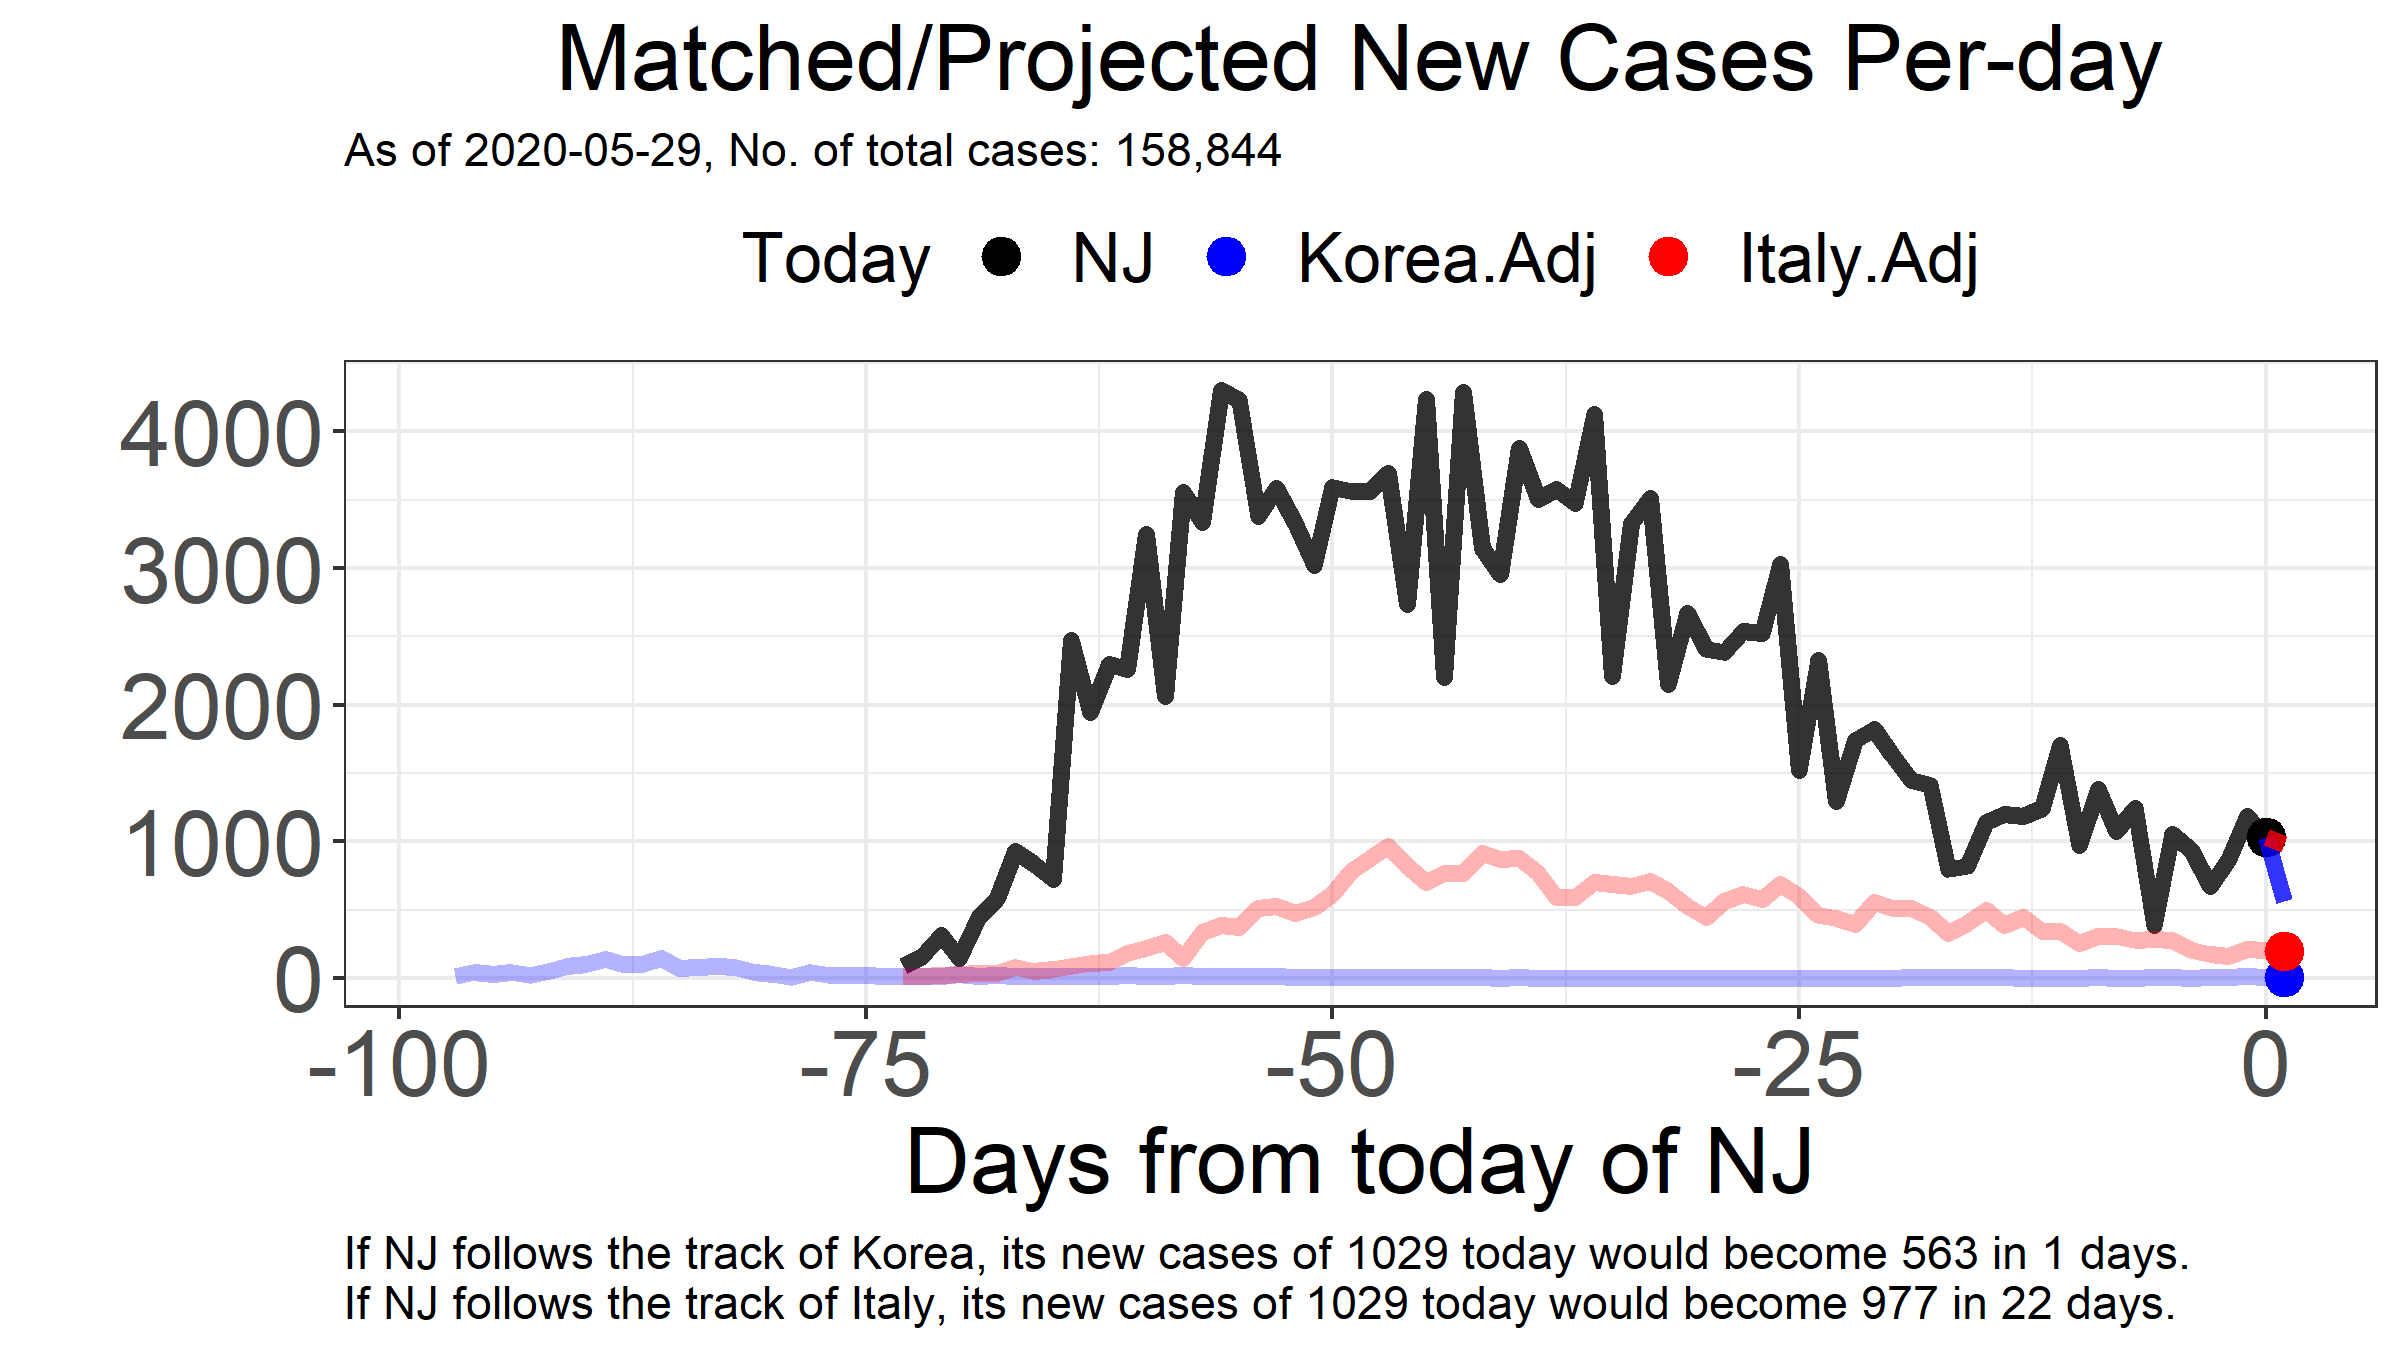 Matched/Projected New Cases Per-day
As of 2020-05-29, No. of total cases: 158,844
Today NJ Korea.Adj Italy.Adj
4000
3000
2000
1000
0
-100 -75 -50 -25 0
Days from today of NJ
If NJ follows the track of Korea, its new cases of 1029 today would become 563 in 1 days.
If NJ follows the track of Italy, its new cases of 1029 today would become 977 in 22 days.